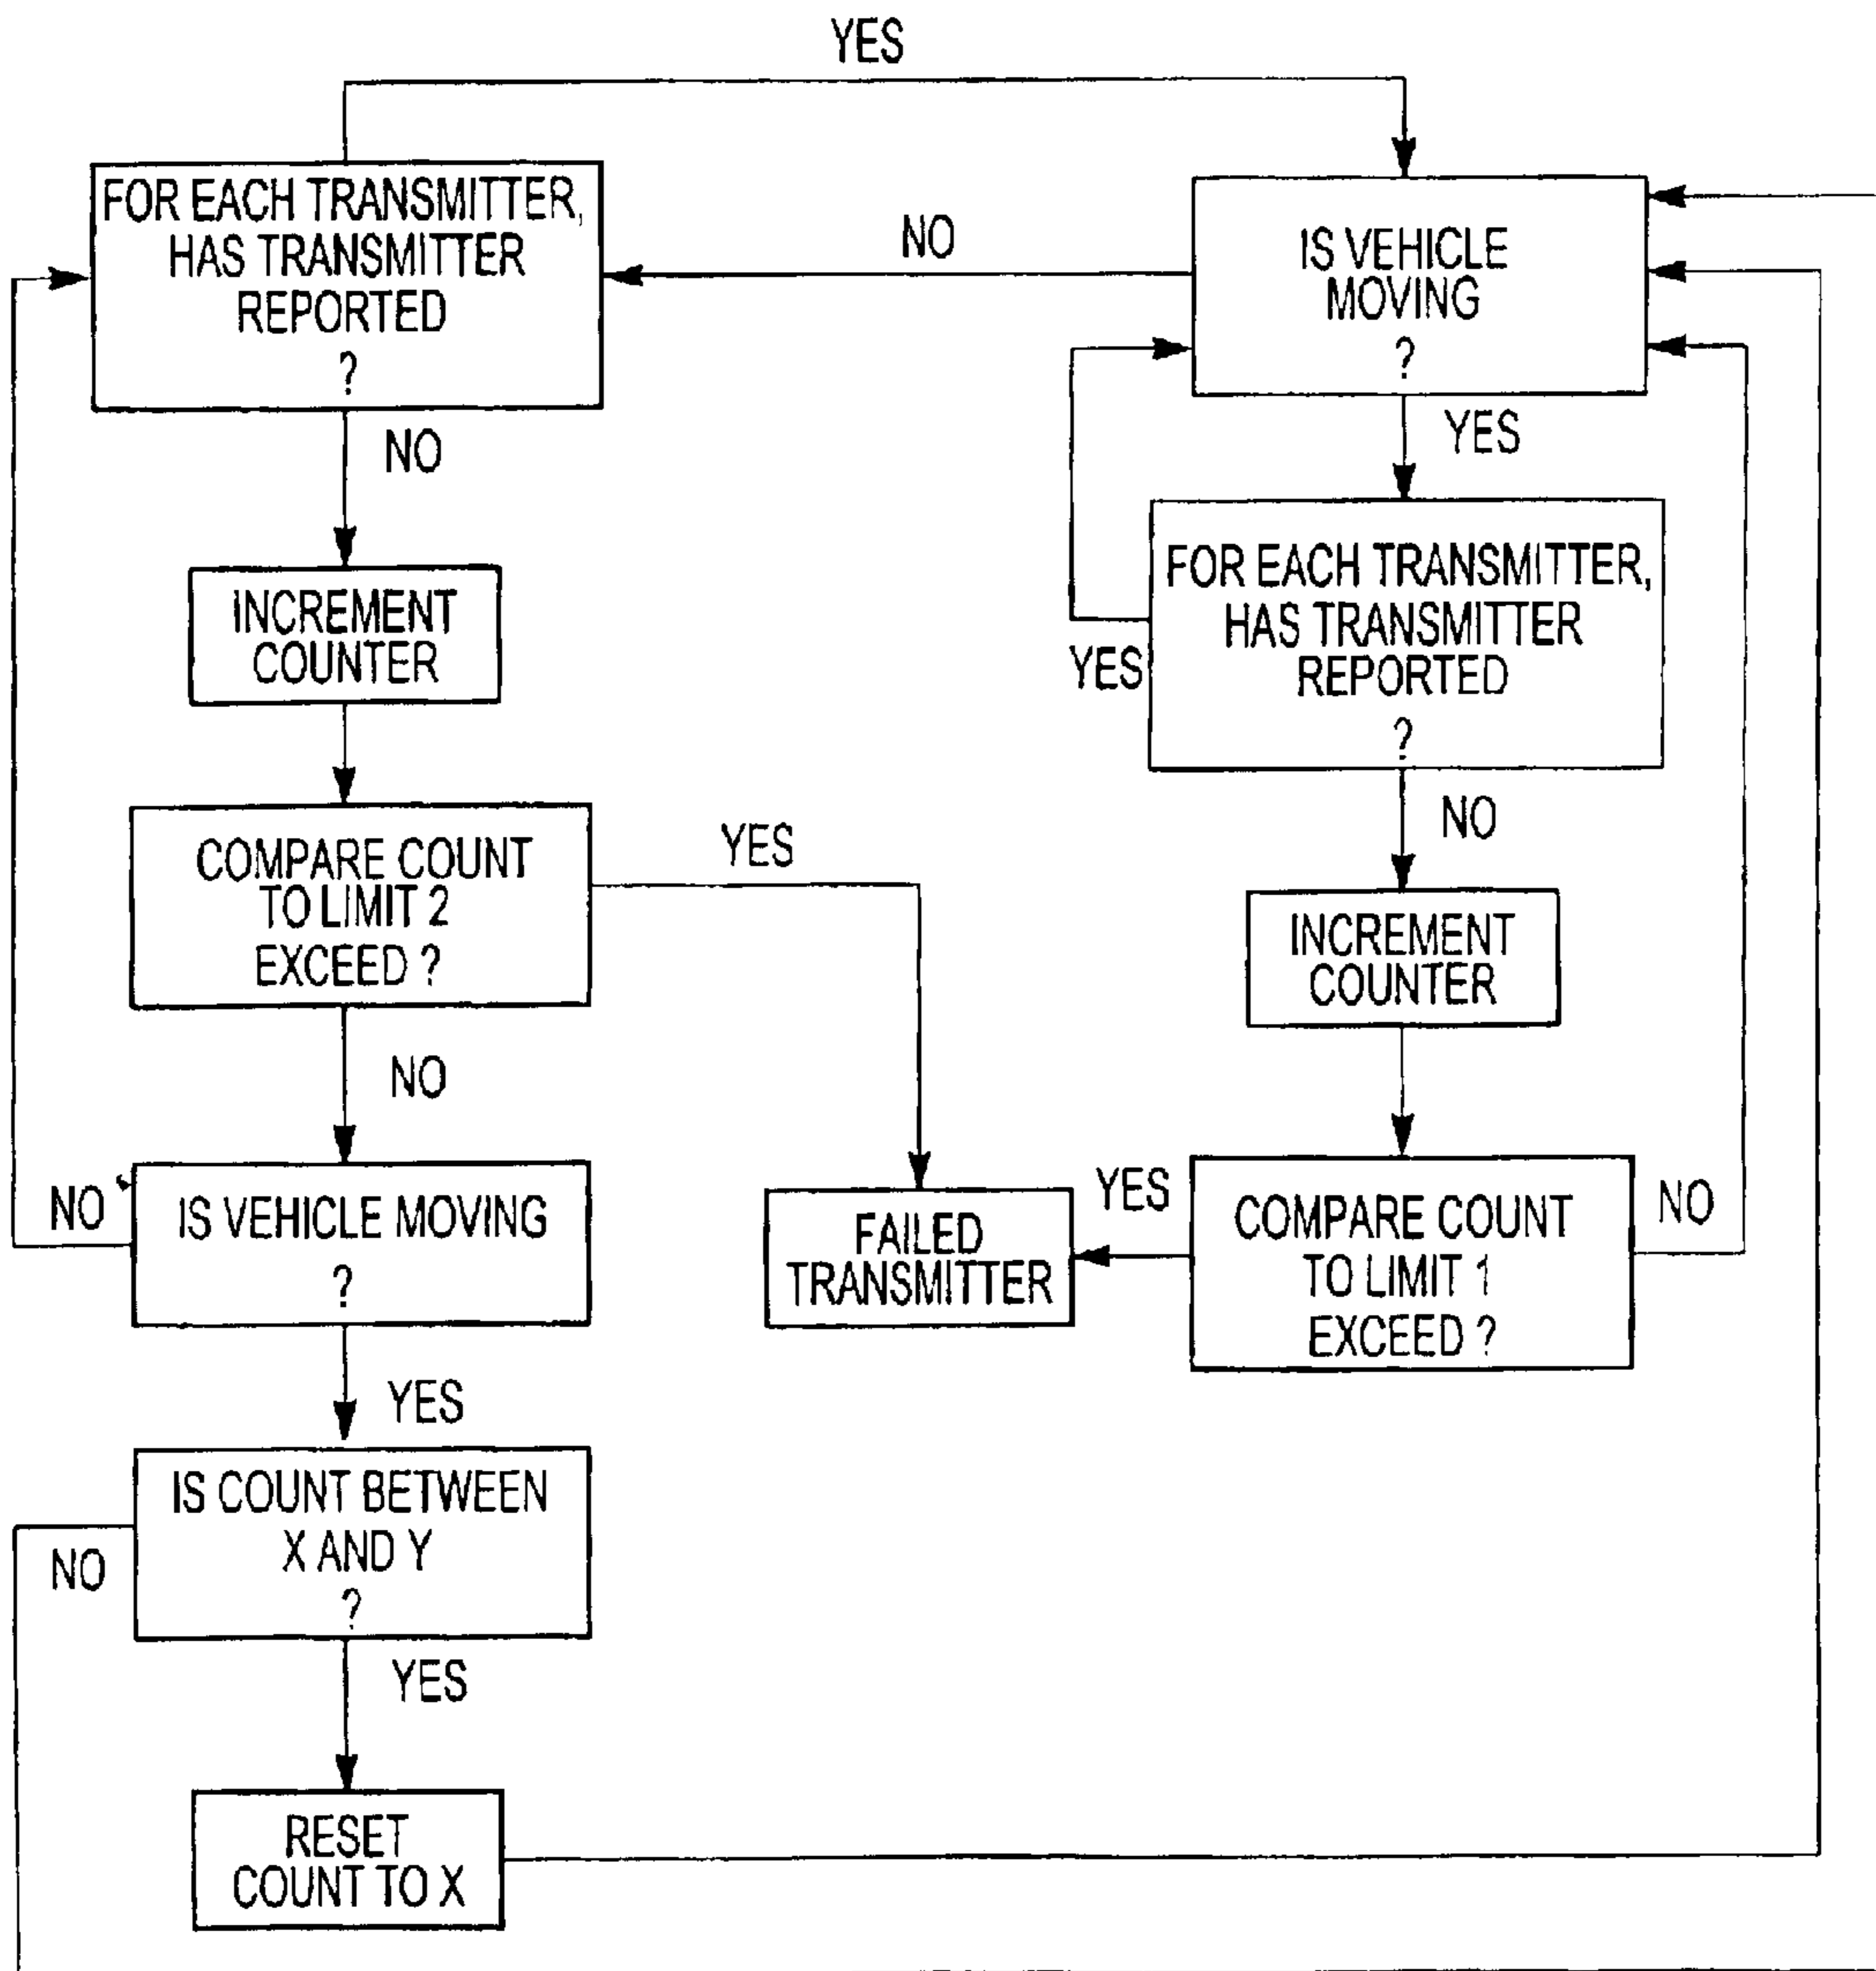 YES
FOR EACH TRANSMITTER,
HAS TRANSMITTER
REPORTED
?
NO
IS VEHICLE
MOVING
?
NO
YES
FOR EACH TRANSMITTER,
HAS TRANSMITTER
REPORTED
?
YES
INCREMENT
COUNTER
NO
COMPARE COUNT
TO LIMIT 2
EXCEED ?
YES
INCREMENT
COUNTER
NO
IS VEHICLE MOVING
?
NO
FAILED
TRANSMITTER
YES
COMPARE COUNT
TO LIMIT 1
EXCEED ?
NO
YES
IS COUNT BETWEEN
X AND Y
?
NO
YES
RESET
COUNT TO X